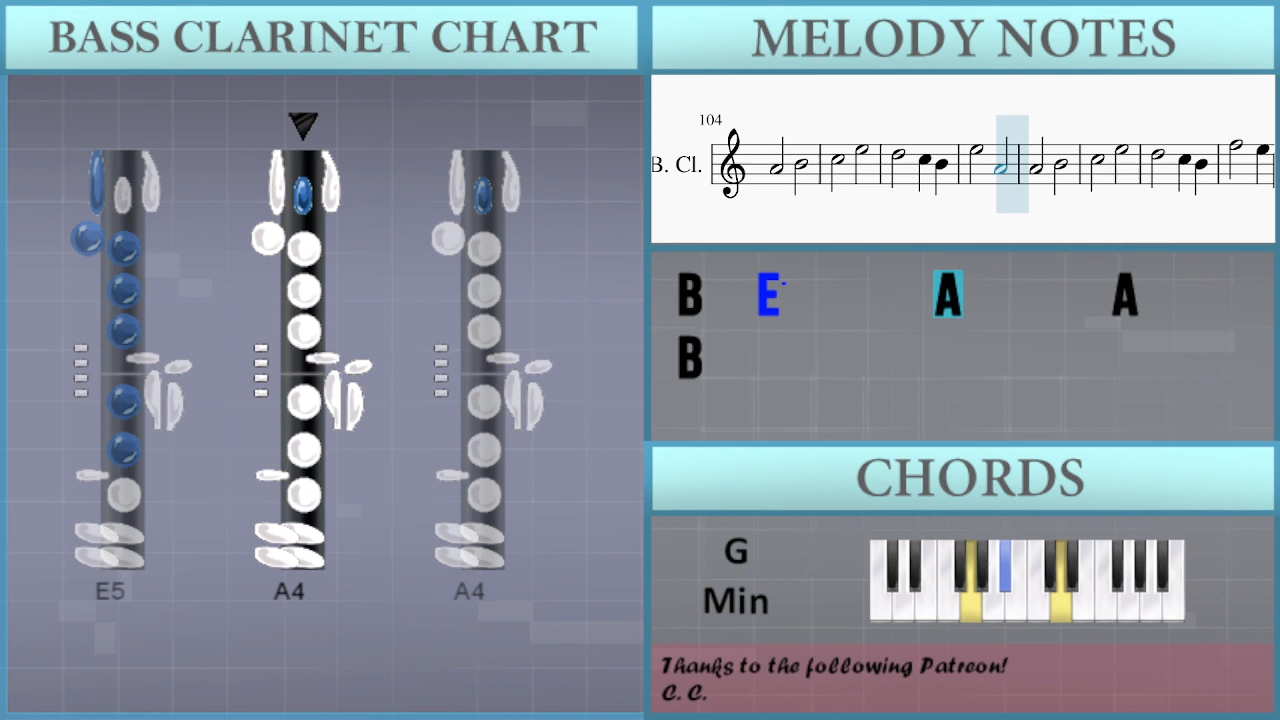 BASS CLARINET CHART
E5 A4 A4
MELODY NOTES
104
B. Cl.
B E A A
B
CHORDS
G
Min
Thanks to the following Patreon!
C. C.